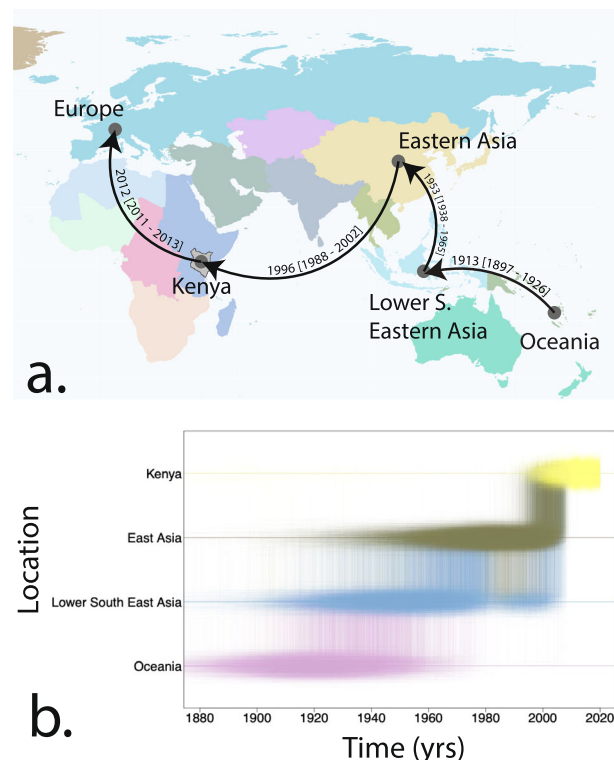 Europe
Eastern Asia
2012 [2011 - 2013]
1953 [1938 - 1965]
1996 [1988 - 2002]
1913 [1897 - 1926]
Kenya
Lower S.
Eastern Asia
Oceania
a.
Kenya
East Asia
Lower South East Asia
Oceania
Location
b.
1880 1900 1920 1940 1960 1980 2000 2020
Time (yrs)